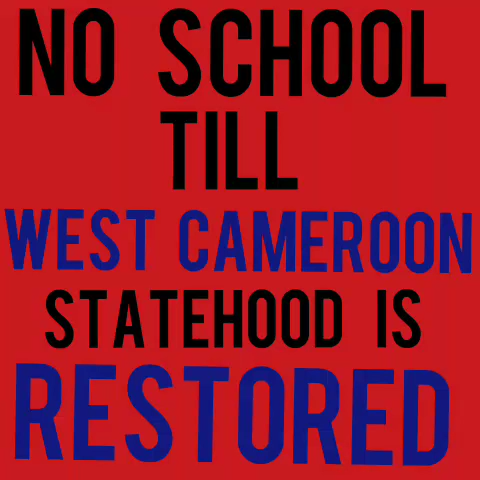 NO SCHOOL
TILL
WEST CAMEROON
STATEHOOD IS
RESTORED